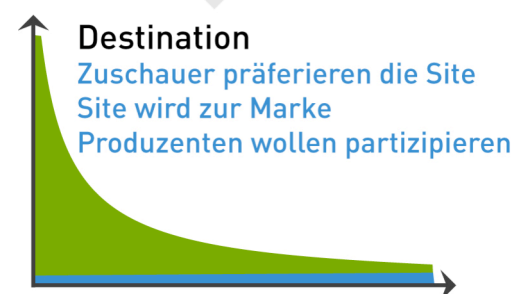 Destination
Zuschauer präferieren die Site
Site wird zur Marke
Produzenten wollen partizipieren